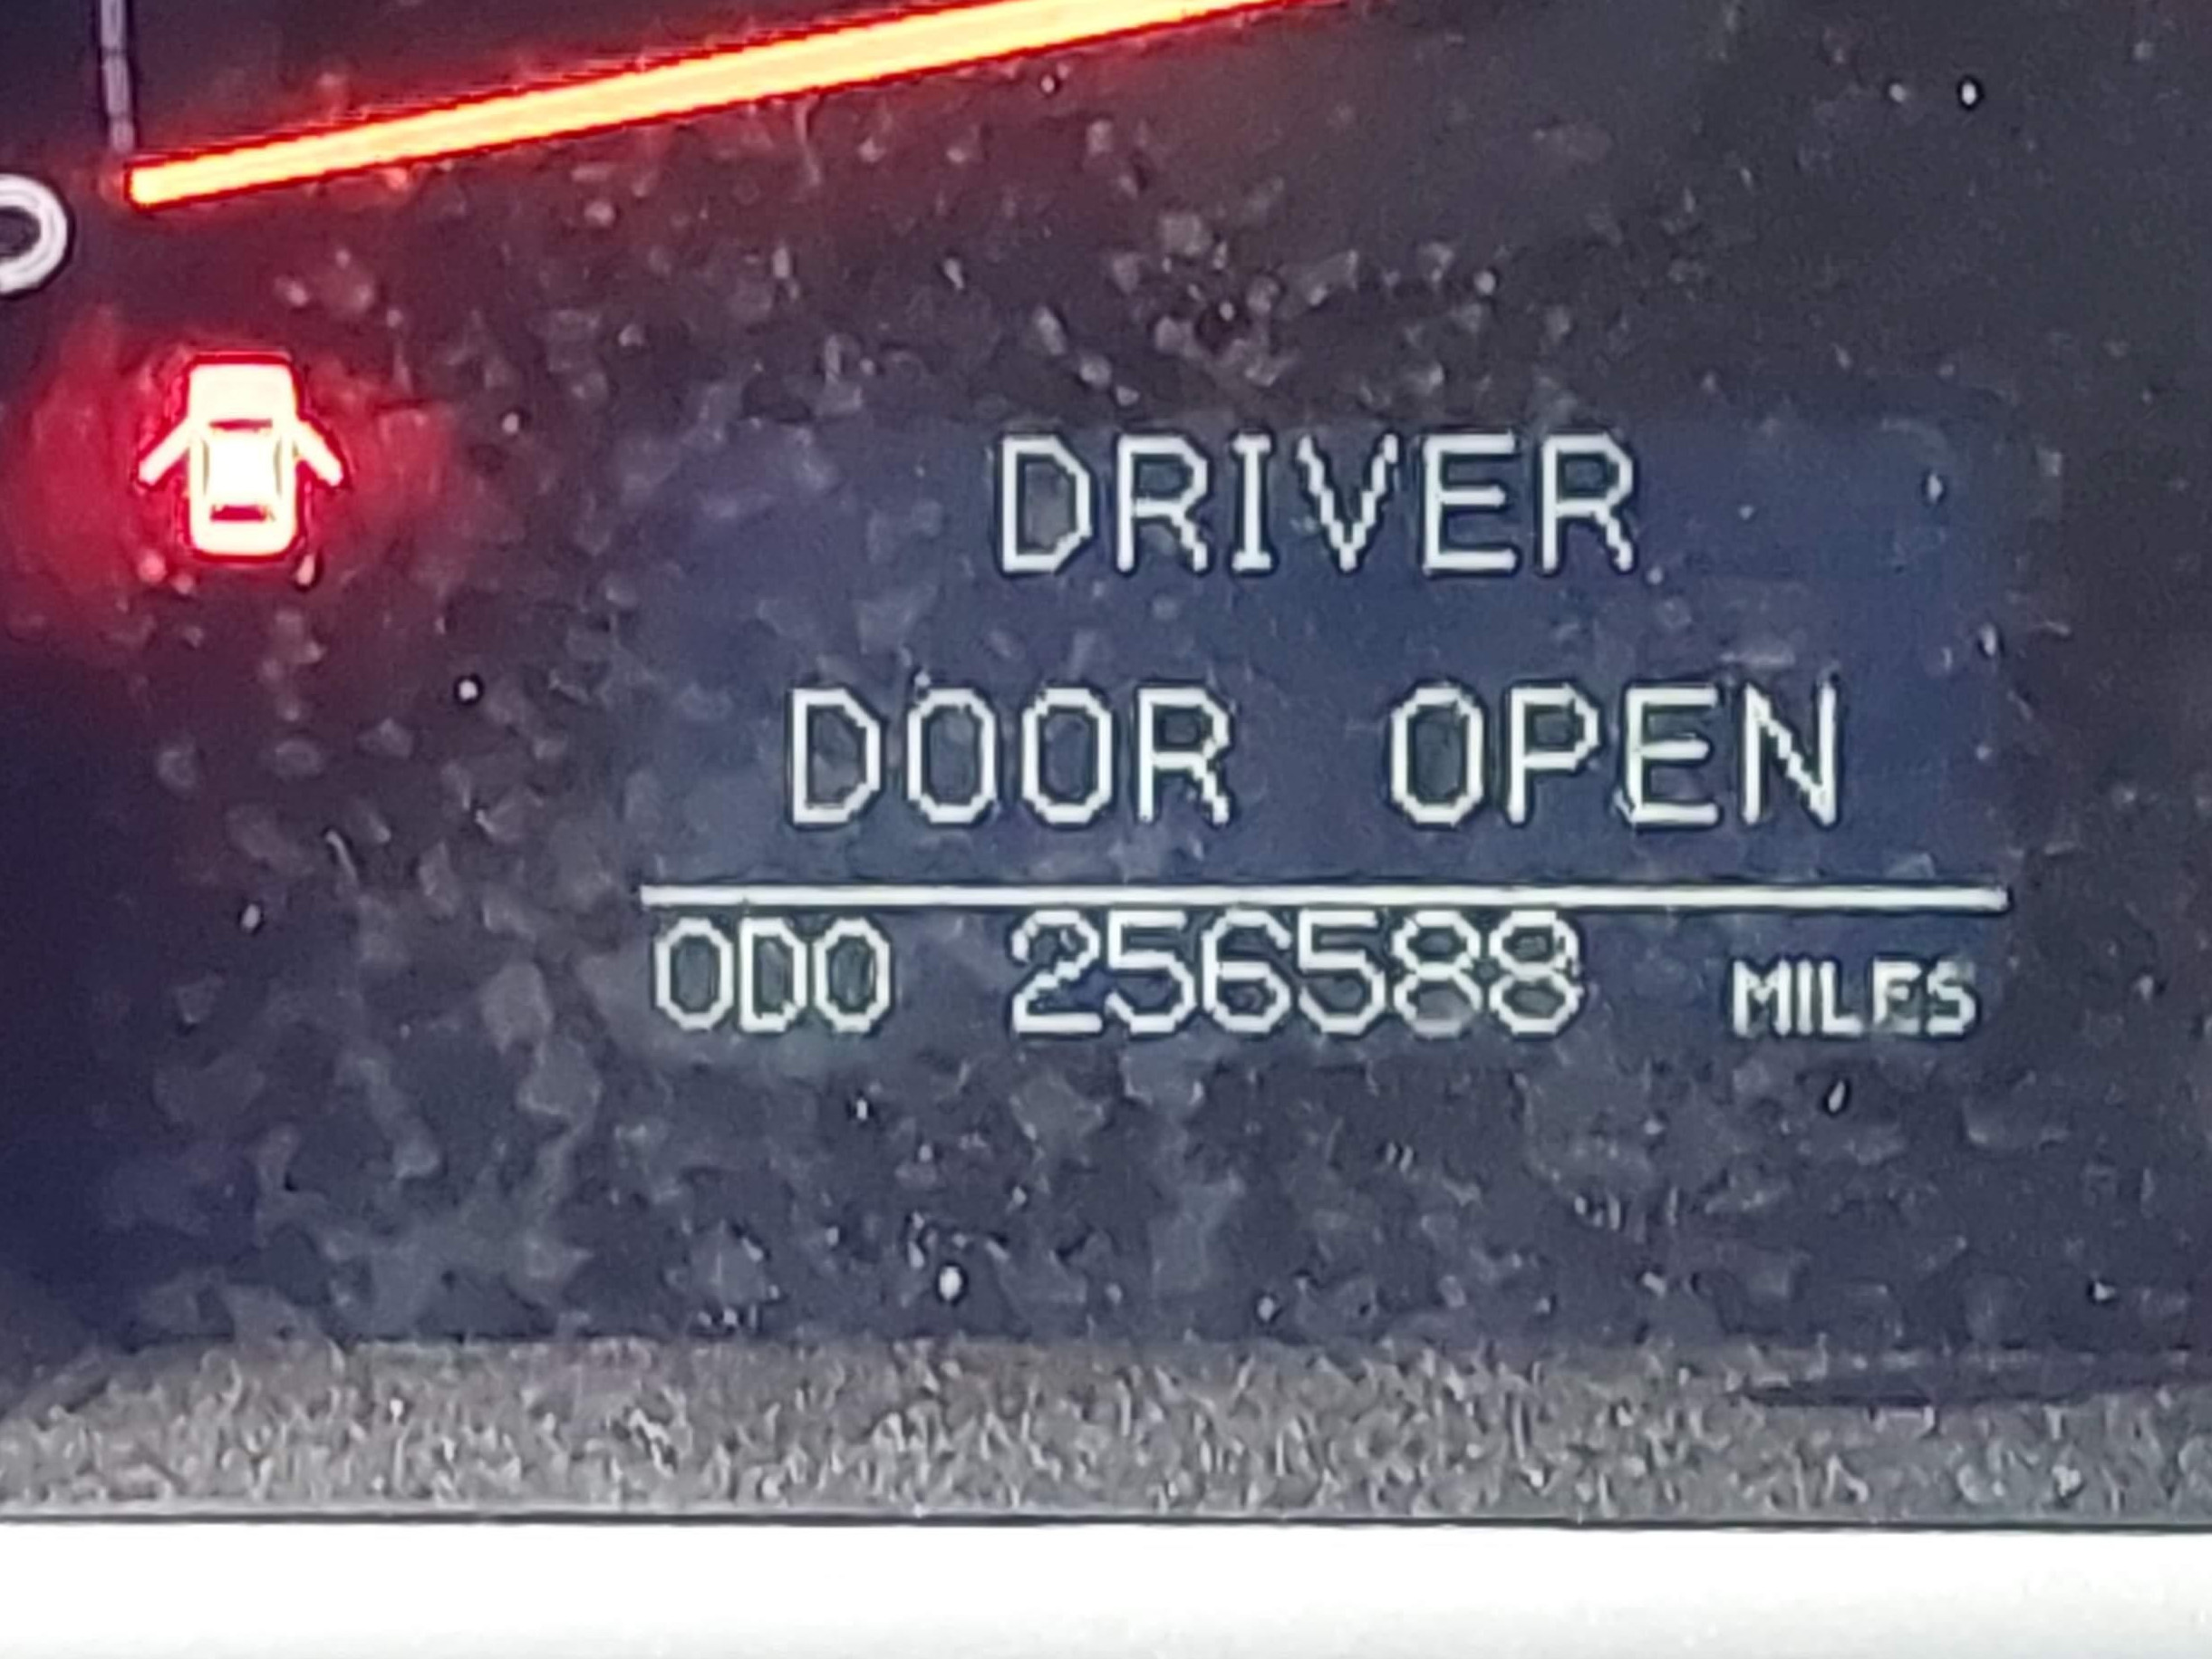 DRIVER
DOOR OPEN
ODO 256588 MILES